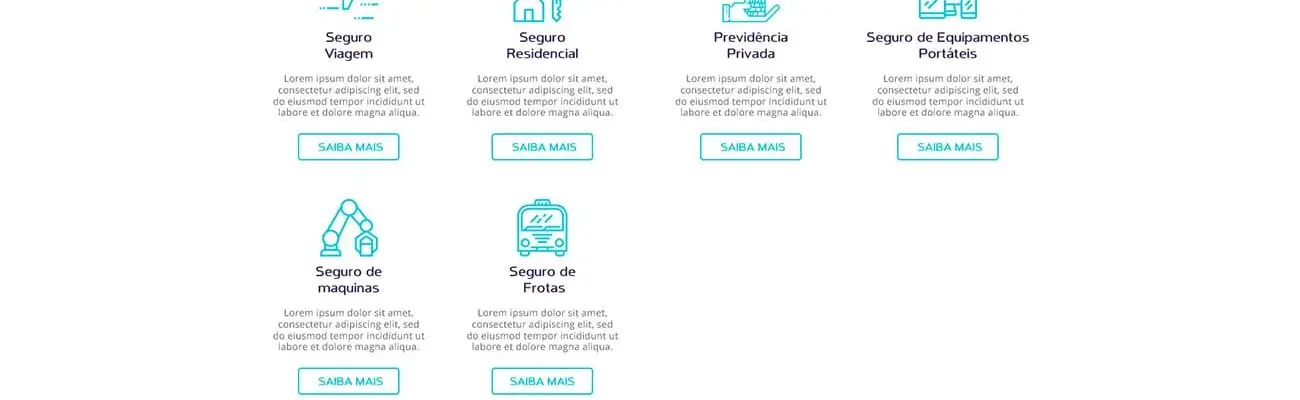 Seguro
Viagem
Lorem ipsum dolor sit amet,
consectetur adipiscing elit, sed
do eiusmod tempor incididunt ut
labore et dolore magna aliqua.
SAIBA MAIS
Seguro
Residencial
Lorem ipsum dolor sit amet,
consectetur adipiscing elit, sed
do eiusmod tempor incididunt ut
labore et dolore magna aliqua.
SAIBA MAIS
Previdência
Privada
Lorem ipsum dolor sit amet,
consectetur adipiscing elit, sed
do eiusmod tempor incididunt ut
labore et dolore magna aliqua.
SAIBA MAIS
Seguro de Equipamentos
Portáteis
Lorem ipsum dolor sit amet,
consectetur adipiscing elit, sed
do eiusmod tempor incididunt ut
labore et dolore magna aliqua.
SAIBA MAIS
Seguro de
maquinas
Lorem ipsum dolor sit amet,
consectetur adipiscing elit, sed
do eiusmod tempor incididunt ut
labore et dolore magna aliqua.
SAIBA MAIS
Seguro de
Frotas
Lorem ipsum dolor sit amet,
consectetur adipiscing elit, sed
do eiusmod tempor incididunt ut
labore et dolore magna aliqua.
SAIBA MAIS